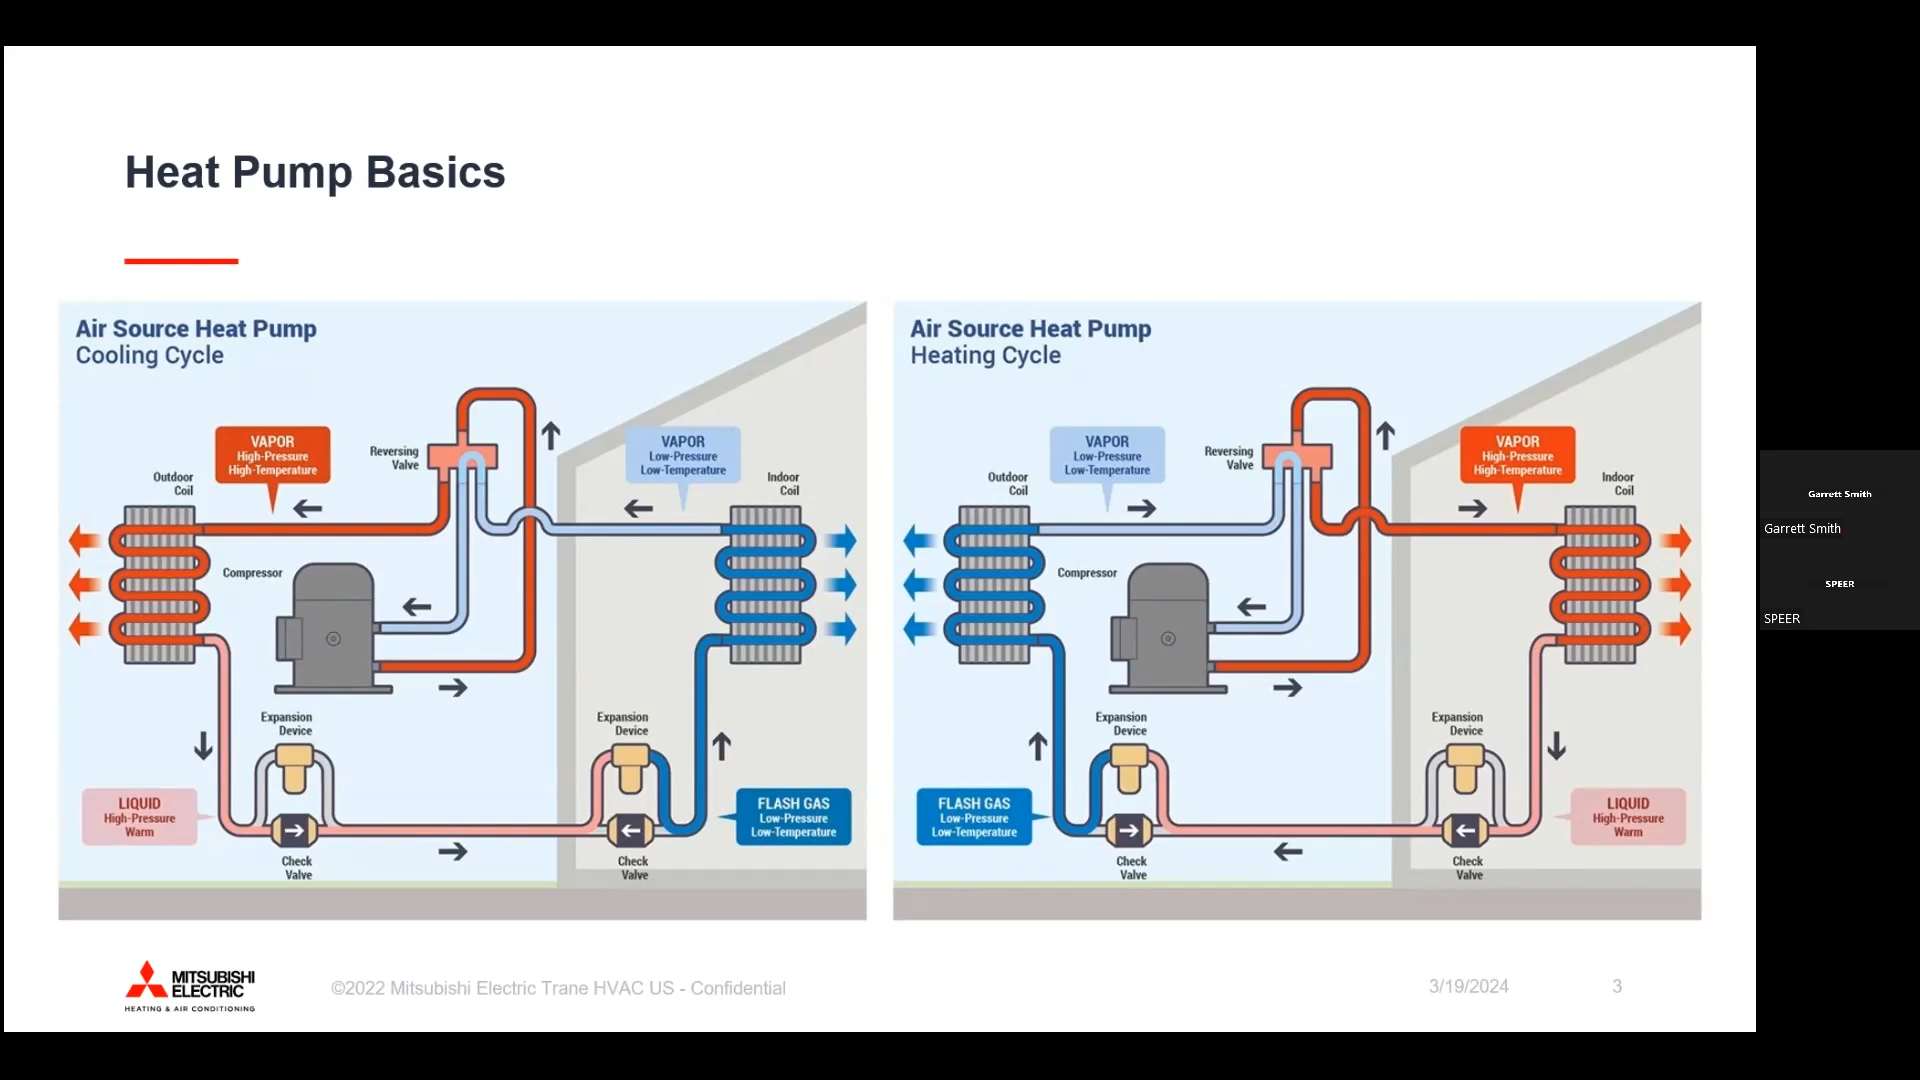 Heat Pump Basics
Air Source Heat Pump
Cooling Cycle
VAPOR
High-Pressure
High-Temperature
Reversing
Valve
VAPOR
Low-Pressure
Low-Temperature
Outdoor
Coil
Indoor
Coil
Compressor
Expansion
Device
Expansion
Device
LIQUID
High-Pressure
Warm
FLASH GAS
Low-Pressure
Low-Temperature
Check
Valve
Check
Valve
Air Source Heat Pump
Heating Cycle
VAPOR
Low-Pressure
Low-Temperature
Reversing
Valve
VAPOR
High-Pressure
High-Temperature
Outdoor
Coil
Indoor
Coil
Compressor
Expansion
Device
Expansion
Device
FLASH GAS
Low-Pressure
Low-Temperature
LIQUID
High-Pressure
Warm
Check
Valve
Check
Valve
MITSUBISHI
ELECTRIC
HEATING & AIR CONDITIONING
©2022 Mitsubishi Electric Trane HVAC US - Confidential
3/19/2024
3
Garrett Smith
Garrett Smith
SPEER
SPEER